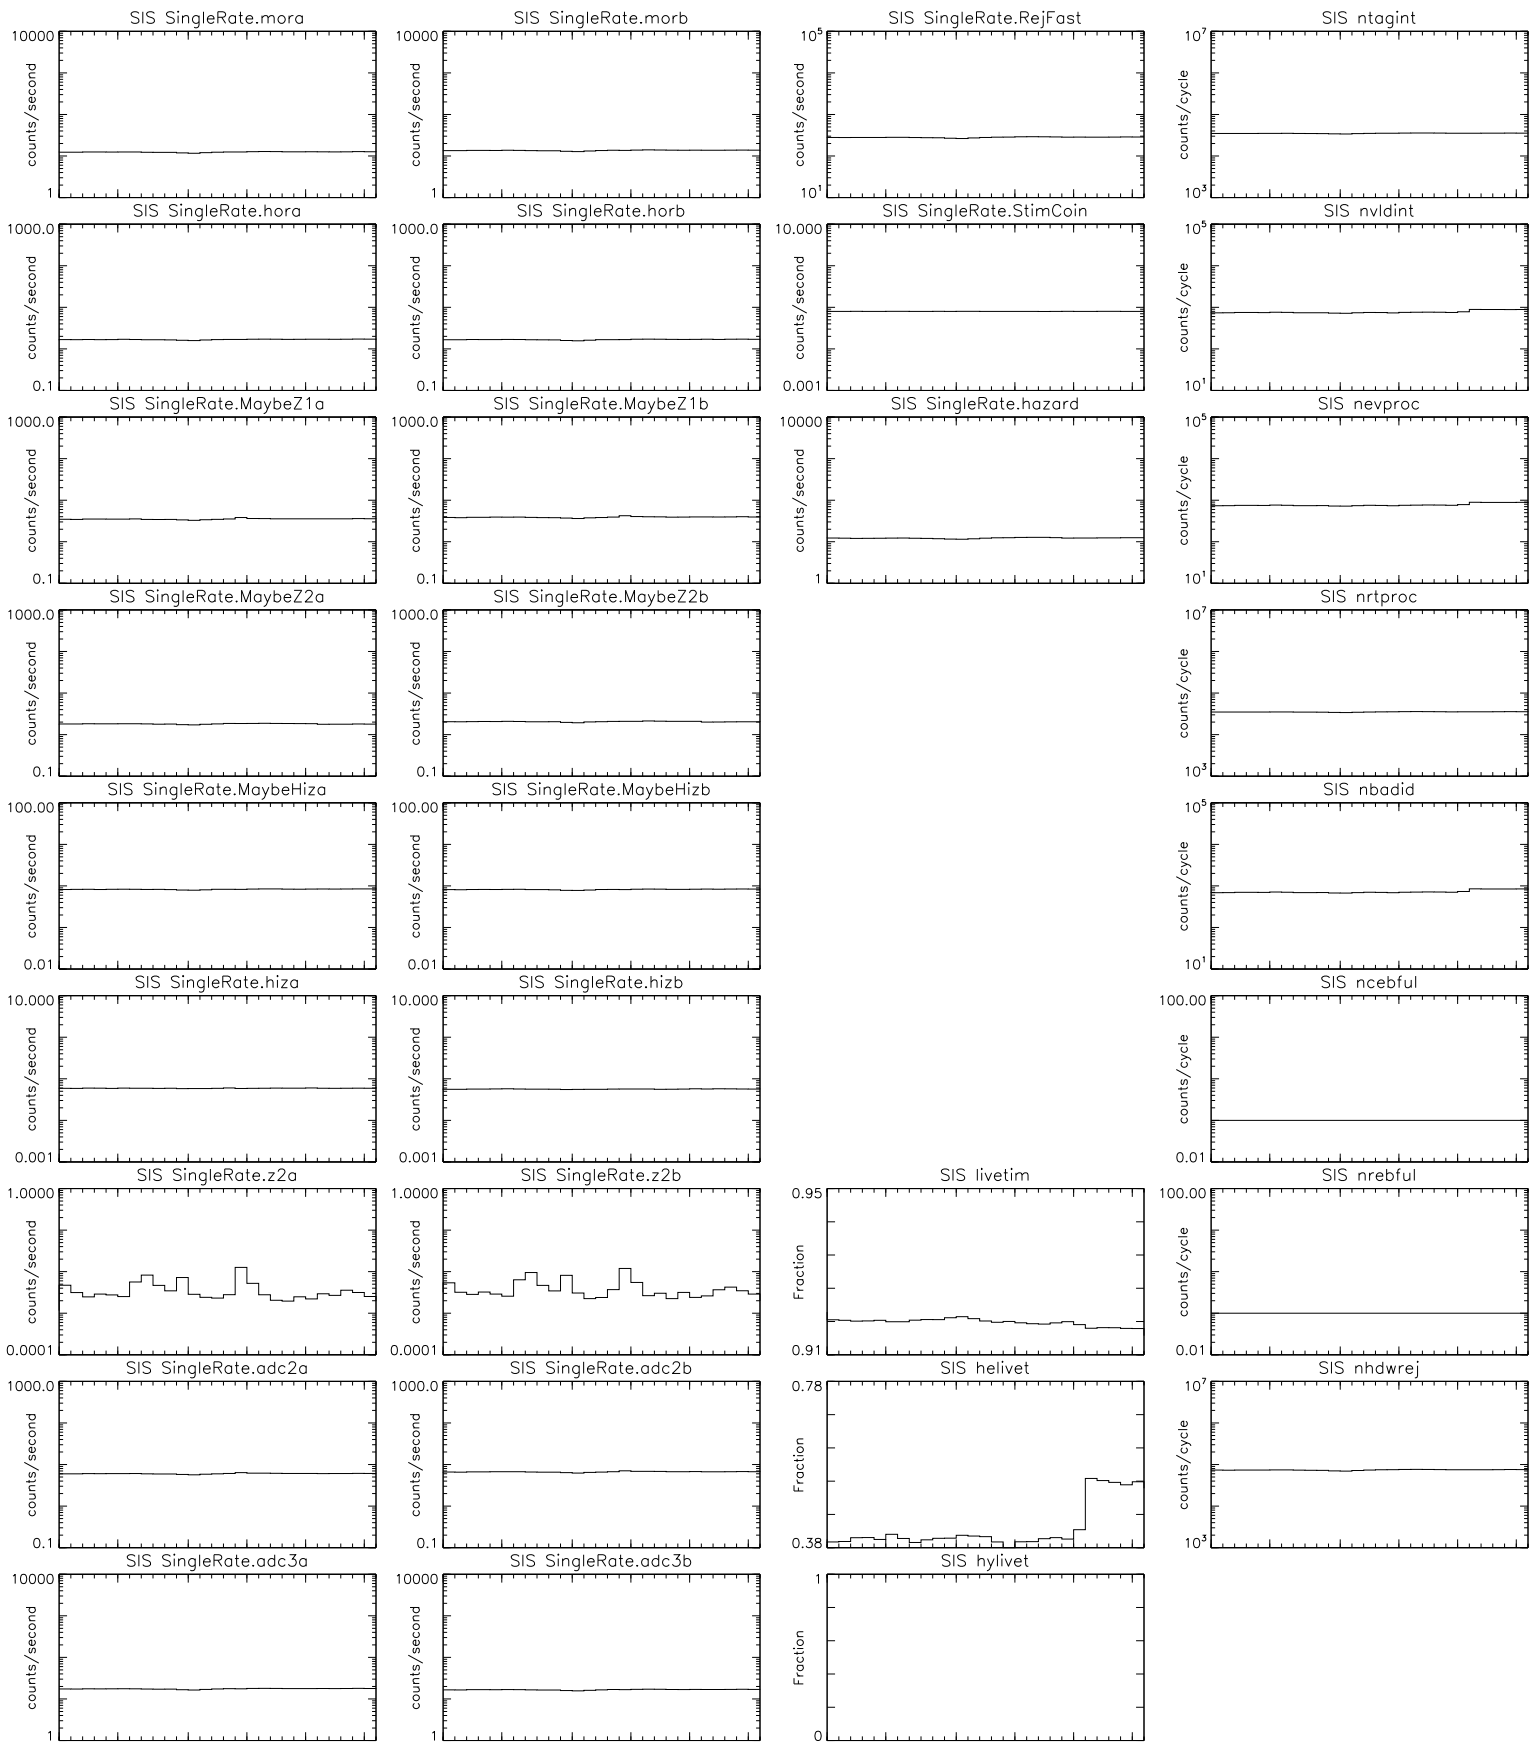 SIS SingleRate.mora
SIS SingleRate.morb
SIS SingleRate.RejFast
SIS ntagint
10000
counts/second
1
10000
counts/second
1
10^5
counts/second
10^1
10^7
counts/cycle
10^3
SIS SingleRate.hora
SIS SingleRate.horb
SIS SingleRate.StimCoin
SIS nvldint
1000.0
counts/second
0.1
1000.0
counts/second
0.1
10.000
counts/second
0.001
10^5
counts/cycle
10^1
SIS SingleRate.MaybeZ1a
SIS SingleRate.MaybeZ1b
SIS SingleRate.hazard
SIS nevproc
1000.0
counts/second
0.1
1000.0
counts/second
0.1
10000
counts/second
1
10^5
counts/cycle
10^1
SIS SingleRate.MaybeZ2a
SIS SingleRate.MaybeZ2b
SIS nrtproc
1000.0
counts/second
0.1
1000.0
counts/second
0.1
10^7
counts/cycle
10^3
SIS SingleRate.MaybeHiza
SIS SingleRate.MaybeHizb
SIS nbadid
100.00
counts/second
0.01
100.00
counts/second
0.01
10^5
counts/cycle
10^1
SIS SingleRate.hiza
SIS SingleRate.hizb
SIS ncebful
10.000
counts/second
0.001
10.000
counts/second
0.001
100.00
counts/cycle
0.01
SIS SingleRate.z2a
SIS SingleRate.z2b
SIS livetim
SIS nrebful
1.0000
counts/second
0.0001
1.0000
counts/second
0.0001
0.95
Fraction
0.91
100.00
counts/cycle
0.01
SIS SingleRate.adc2a
SIS SingleRate.adc2b
SIS helivet
SIS nhdwrej
1000.0
counts/second
0.1
1000.0
counts/second
0.1
0.78
Fraction
0.38
10^7
counts/cycle
10^3
SIS SingleRate.adc3a
SIS SingleRate.adc3b
SIS hylivet
10000
counts/second
1
10000
counts/second
1
1
Fraction
0